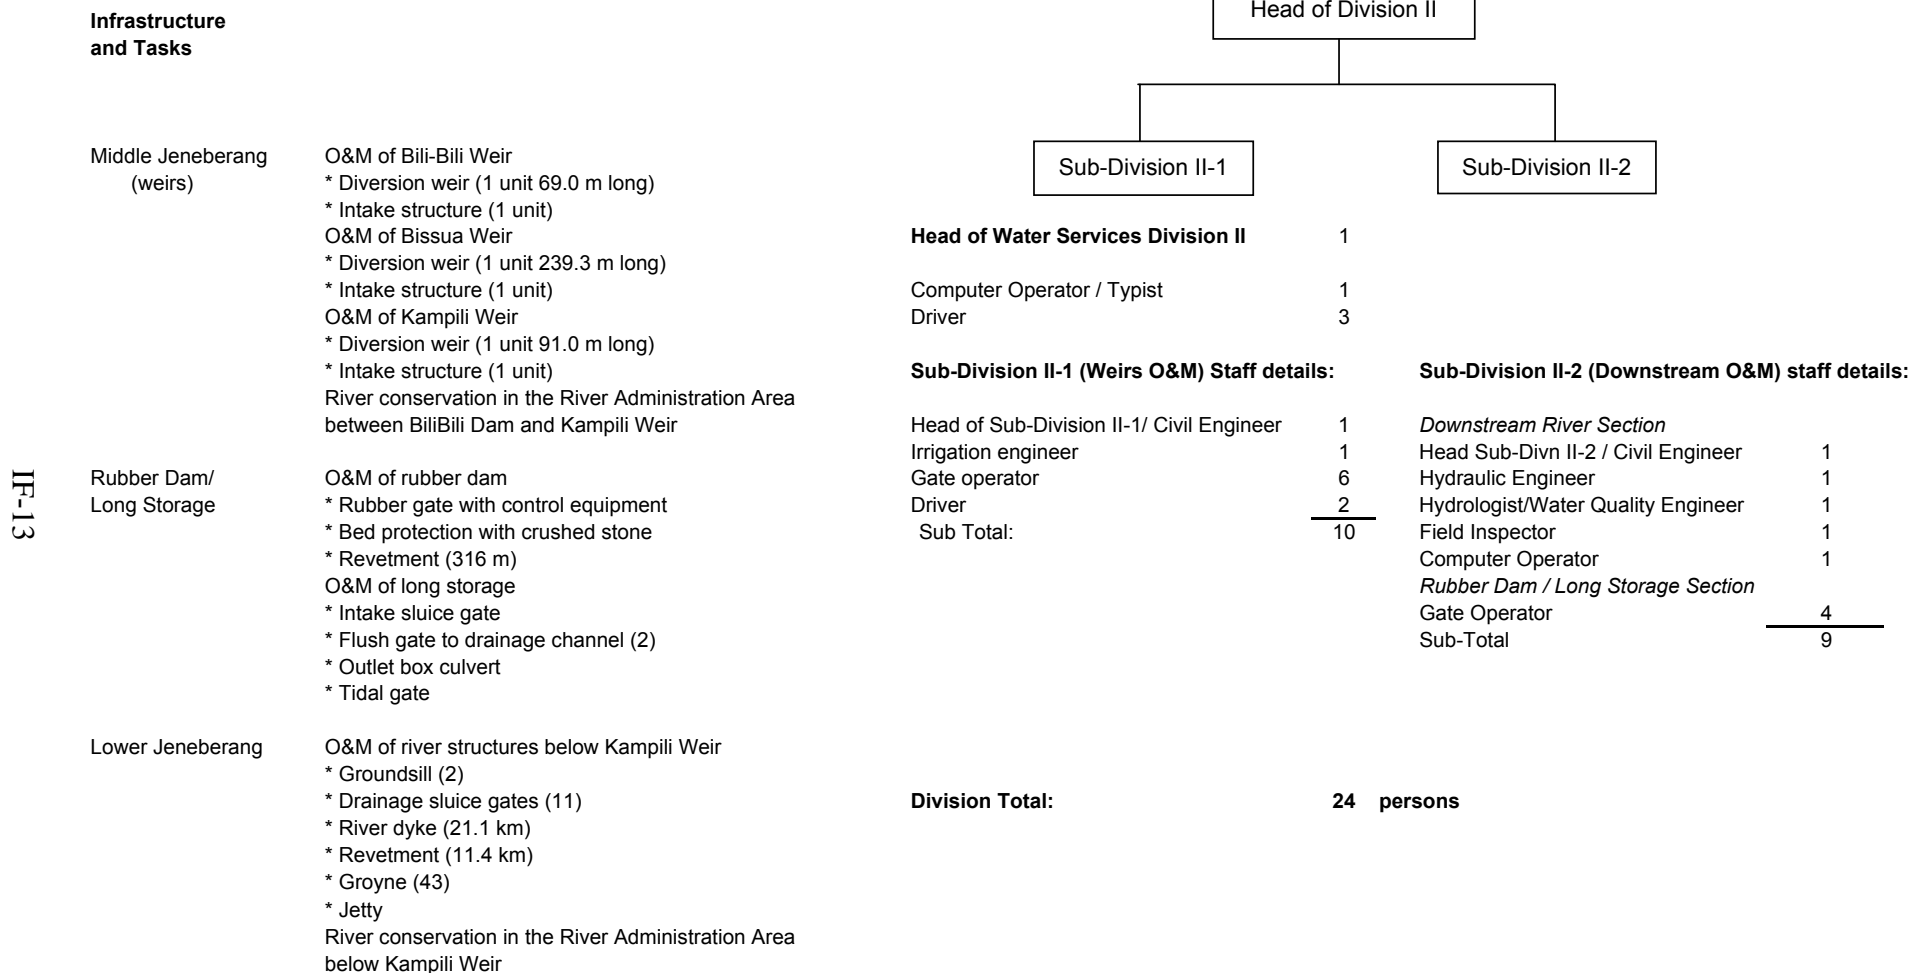 Infrastructure
and Tasks
Head of Division II
Sub-Division II-1
Sub-Division II-2
Middle Jeneberang
(weirs)
O&M of Bili-Bili Weir
* Diversion weir (1 unit 69.0 m long)
* Intake structure (1 unit)
O&M of Bissua Weir
* Diversion weir (1 unit 239.3 m long)
* Intake structure (1 unit)
O&M of Kampili Weir
* Diversion weir (1 unit 91.0 m long)
* Intake structure (1 unit)
River conservation in the River Administration Area
between BiliBili Dam and Kampili Weir
Rubber Dam/
Long Storage
O&M of rubber dam
* Rubber gate with control equipment
* Bed protection with crushed stone
* Revetment (316 m)
O&M of long storage
* Intake sluice gate
* Flush gate to drainage channel (2)
* Outlet box culvert
* Tidal gate
Lower Jeneberang
O&M of river structures below Kampili Weir
* Groundsill (2)
* Drainage sluice gates (11)
* River dyke (21.1 km)
* Revetment (11.4 km)
* Groyne (43)
* Jetty
River conservation in the River Administration Area
below Kampili Weir
Head of Water Services Division II 1
Computer Operator / Typist 1
Driver 3
Sub-Division II-1 (Weirs O&M) Staff details:
Head of Sub-Division II-1/ Civil Engineer 1
Irrigation engineer 1
Gate operator 6
Driver 2
Sub Total: 10
Sub-Division II-2 (Downstream O&M) staff details:
Downstream River Section
Head Sub-Divn II-2 / Civil Engineer 1
Hydraulic Engineer 1
Hydrologist/Water Quality Engineer 1
Field Inspector 1
Computer Operator 1
Rubber Dam / Long Storage Section
Gate Operator 4
Sub-Total 9
Division Total: 24 persons
IF-13